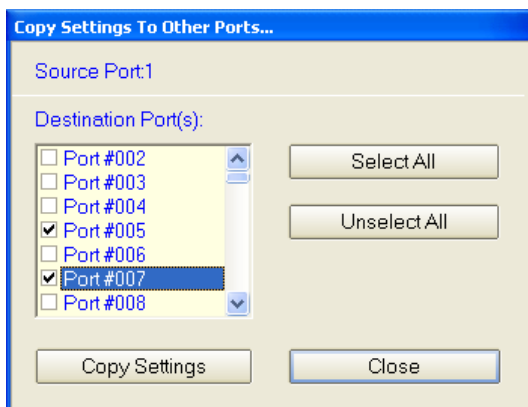 Copy Settings To Other Ports...
Source Port:1
Destination Port(s):
Port #002
Port #003
Port #004
Port #005
Port #006
Port #007
Port #008
Select All
Unselect All
Copy Settings
Close